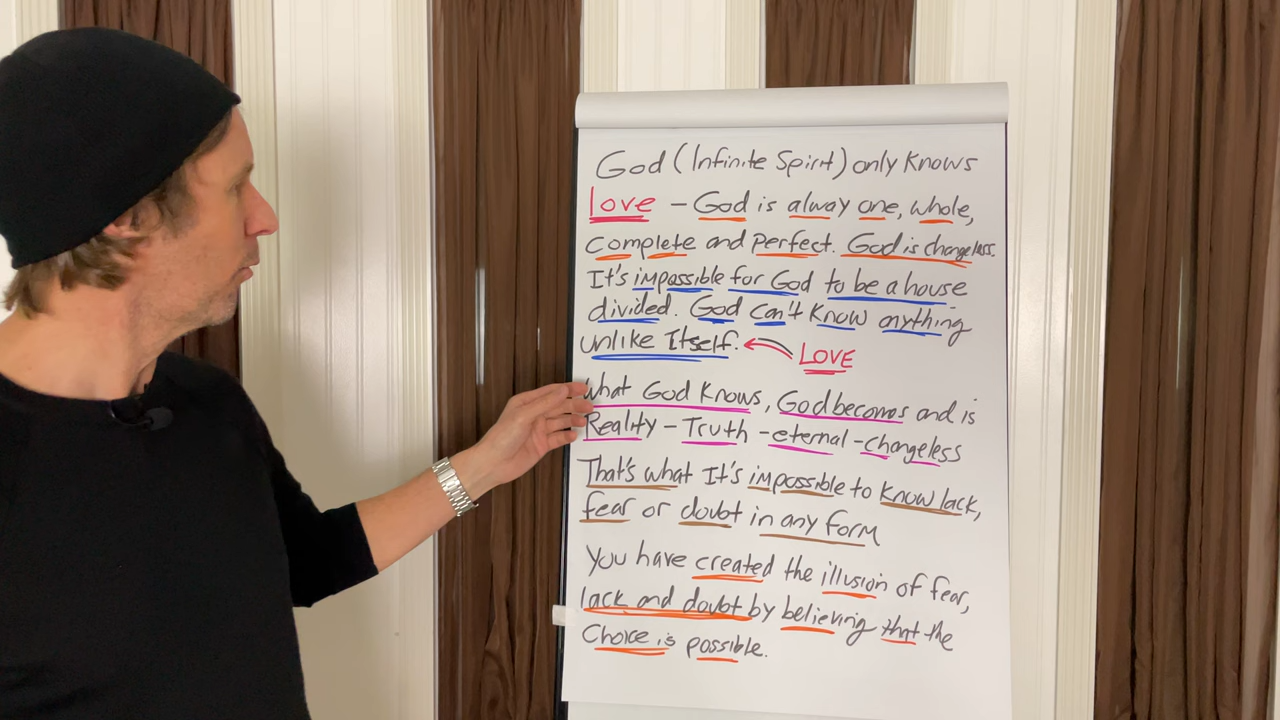 God (Infinite Spirit) only knows
love – God is alway one, whole,
complete and perfect. God is changeless.
It's impossible for God to be a house
divided. God can't know anything
unlike Itself. LOVE
what God knows, God becomes and is
Reality – Truth – eternal – changeless
That's what It's impossible to know lack,
fear or doubt in any form
You have created the illusion of fear,
lack and doubt by believing that the
Choice is possible.